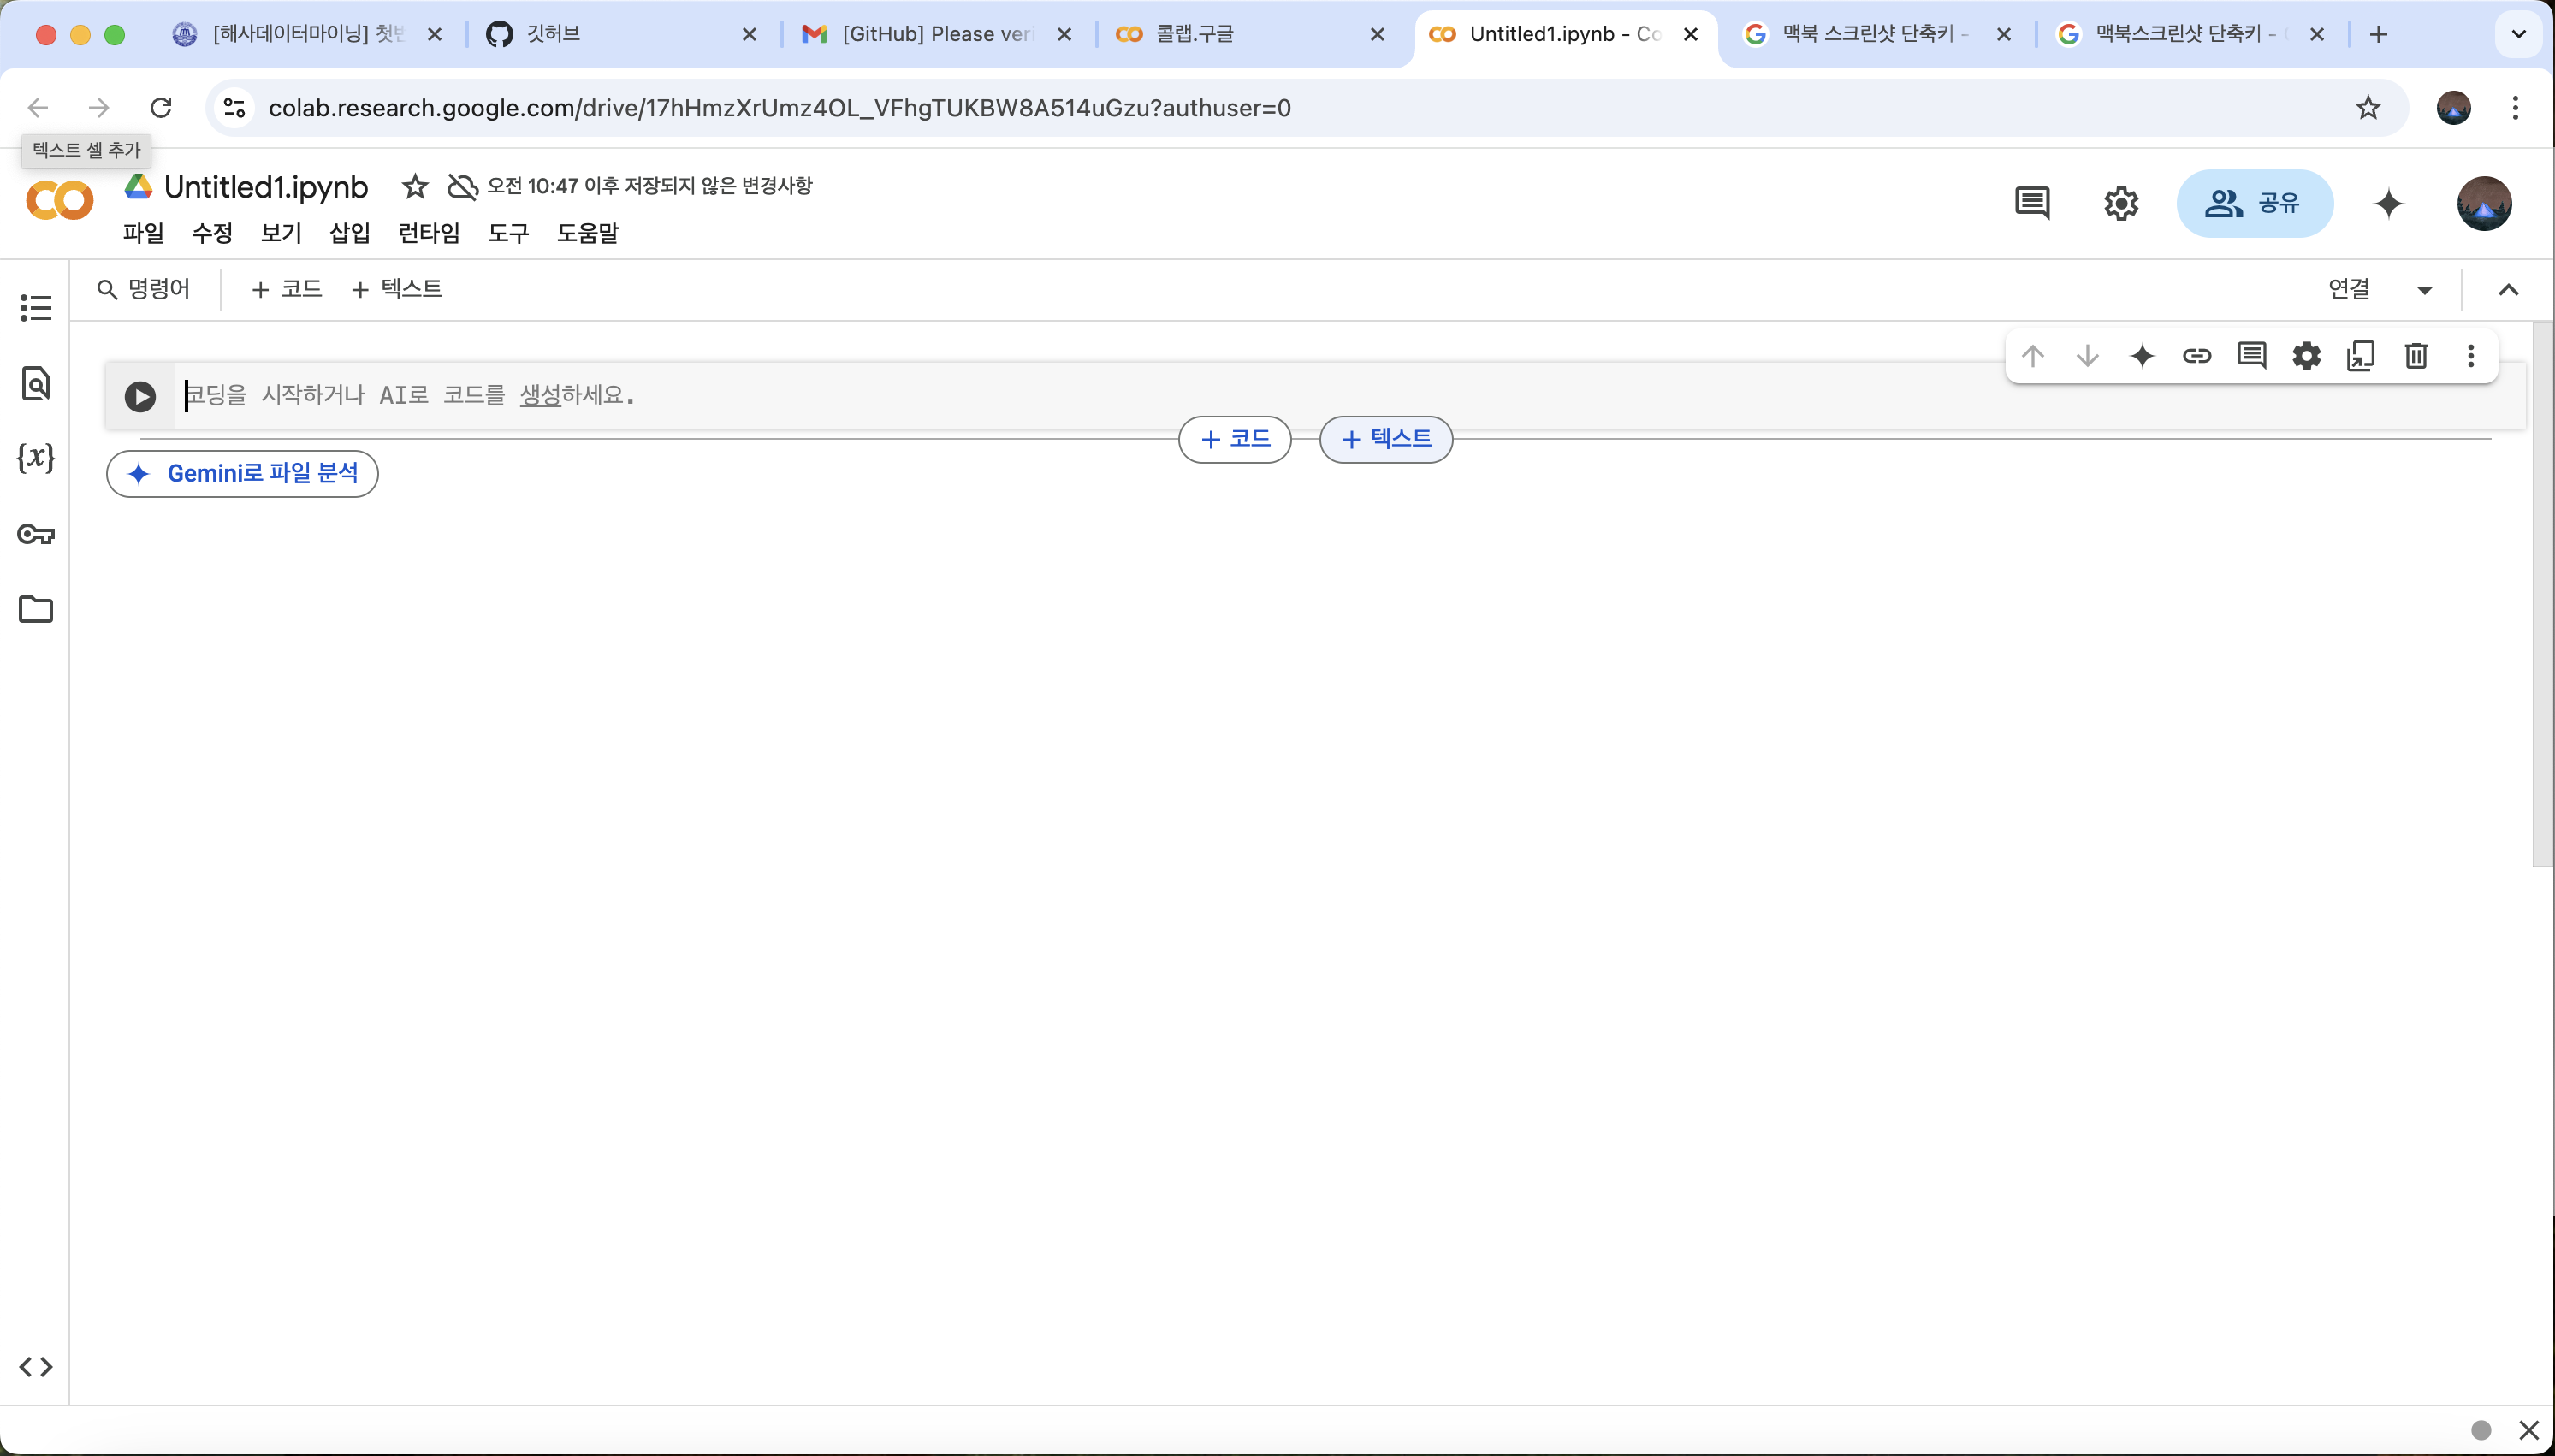 [해사데이터마이닝] 첫번
깃허브
[GitHub] Please veri
콜랩.구글
Untitled1.ipynb - Co
맥북 스크린샷 단축키 -
맥북스크린샷 단축키 -
colab.research.google.com/drive/17hHmzXrUmz4OL_VFhgTUKBW8A514uGzu?authuser=0
텍스트 셀 추가
Untitled1.ipynb
오전 10:47 이후 저장되지 않은 변경사항
파일 수정 보기 삽입 런타임 도구 도움말
공유
명령어
+ 코드 + 텍스트
연결
코딩을 시작하거나 AI로 코드를 생성하세요.
+ 코드
+ 텍스트
Gemini로 파일 분석